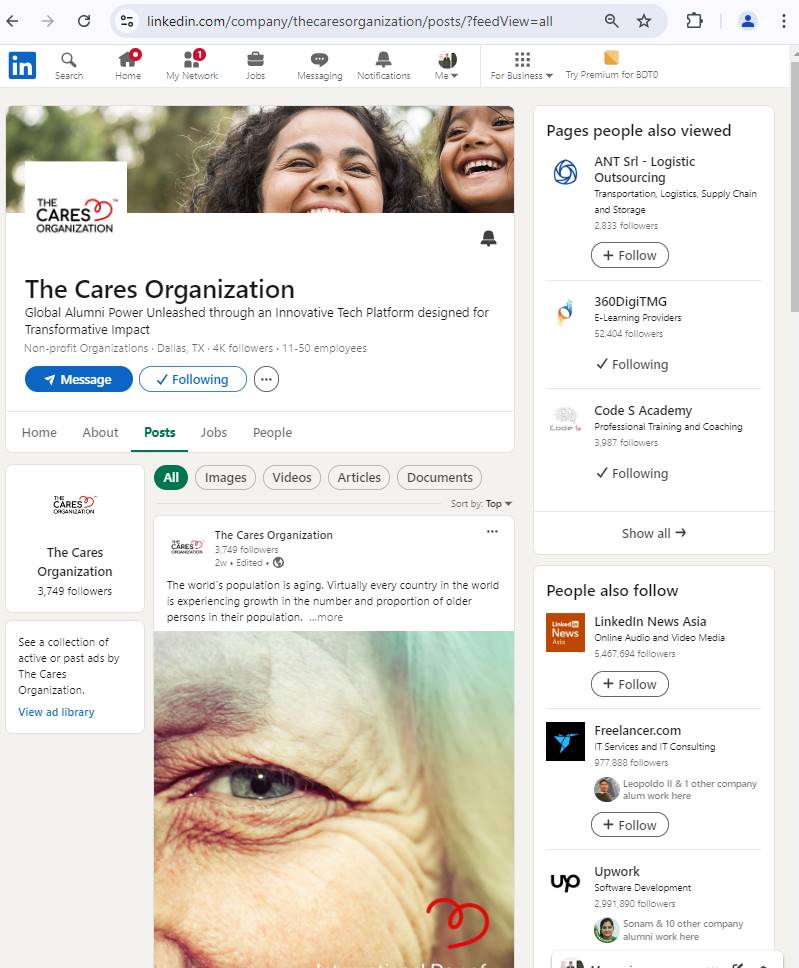 linkedin.com/company/thecaresorganization/posts/?feedView=all
in
Search
Home
1
My Network
Jobs
Messaging
Notifications
Me
For Business
Try Premium for BDT0
THE
CARES
ORGANIZATION
™
The Cares Organization
Global Alumni Power Unleashed through an Innovative Tech Platform designed for
Transformative Impact
Non-profit Organizations · Dallas, TX · 4K followers · 11-50 employees
Message
Following
Home
About
Posts
Jobs
People
THE
CARES
ORGANIZATION
The Cares
Organization
3,749 followers
See a collection of
active or past ads by
The Cares
Organization.
View ad library
All
Images
Videos
Articles
Documents
Sort by: Top
THE
CARES
ORGANIZATION
The Cares Organization
3,749 followers
2w • Edited •
The world's population is aging. Virtually every country in the world
is experiencing growth in the number and proportion of older
persons in their population. ...more
Pages people also viewed
ANT Srl - Logistic
Outsourcing
Transportation, Logistics, Supply Chain
and Storage
2,833 followers
+ Follow
360DigiTMG
E-Learning Providers
52,404 followers
Following
Code S
Code S Academy
Professional Training and Coaching
3,987 followers
Following
Show all
People also follow
Linked in
News
Asia
LinkedIn News Asia
Online Audio and Video Media
5,467,694 followers
+ Follow
Freelancer.com
IT Services and IT Consulting
977,888 followers
Leopoldo II & 1 other company
alum work here
+ Follow
up
Upwork
Software Development
2,991,890 followers
Sonam & 10 other company
alumni work here